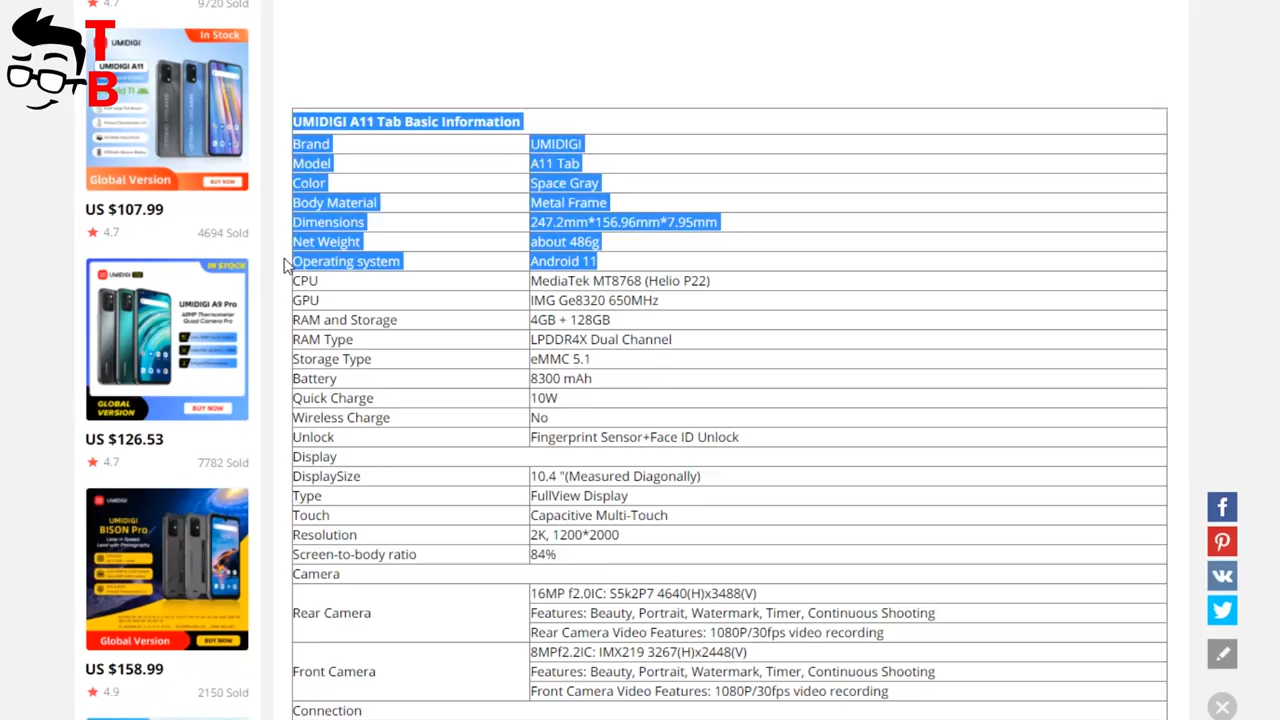 4.7
9720 Sold
TB
In Stock
UMIDIGI
UMIDIGI A11
Global Version
BUY NOW
US $107.99
4.7
4694 Sold
IN STOCK
UMIDIGI
UMIDIGI A9 Pro
48MP Thermometer
Quad Camera Pro
GLOBAL
VERSION
BUY NOW
US $126.53
4.7
7782 Sold
UMIDIGI
UMIDIGI
BISON Pro
Global Version
BUY NOW
US $158.99
4.9
2150 Sold
UMIDIGI A11 Tab Basic Information
Brand UMIDIGI
Model A11 Tab
Color Space Gray
Body Material Metal Frame
Dimensions 247.2mm*156.96mm*7.95mm
Net Weight about 486g
Operating system Android 11
CPU MediaTek MT8768 (Helio P22)
GPU IMG Ge8320 650MHz
RAM and Storage 4GB + 128GB
RAM Type LPDDR4X Dual Channel
Storage Type eMMC 5.1
Battery 8300 mAh
Quick Charge 10W
Wireless Charge No
Unlock Fingerprint Sensor+Face ID Unlock
Display
DisplaySize 10.4 "(Measured Diagonally)
Type FullView Display
Touch Capacitive Multi-Touch
Resolution 2K, 1200*2000
Screen-to-body ratio 84%
Camera
Rear Camera
16MP f2.0IC: S5k2P7 4640(H)x3488(V)
Features: Beauty, Portrait, Watermark, Timer, Continuous Shooting
Rear Camera Video Features: 1080P/30fps video recording
Front Camera
8MPf2.2IC: IMX219 3267(H)x2448(V)
Features: Beauty, Portrait, Watermark, Timer, Continuous Shooting
Front Camera Video Features: 1080P/30fps video recording
Connection